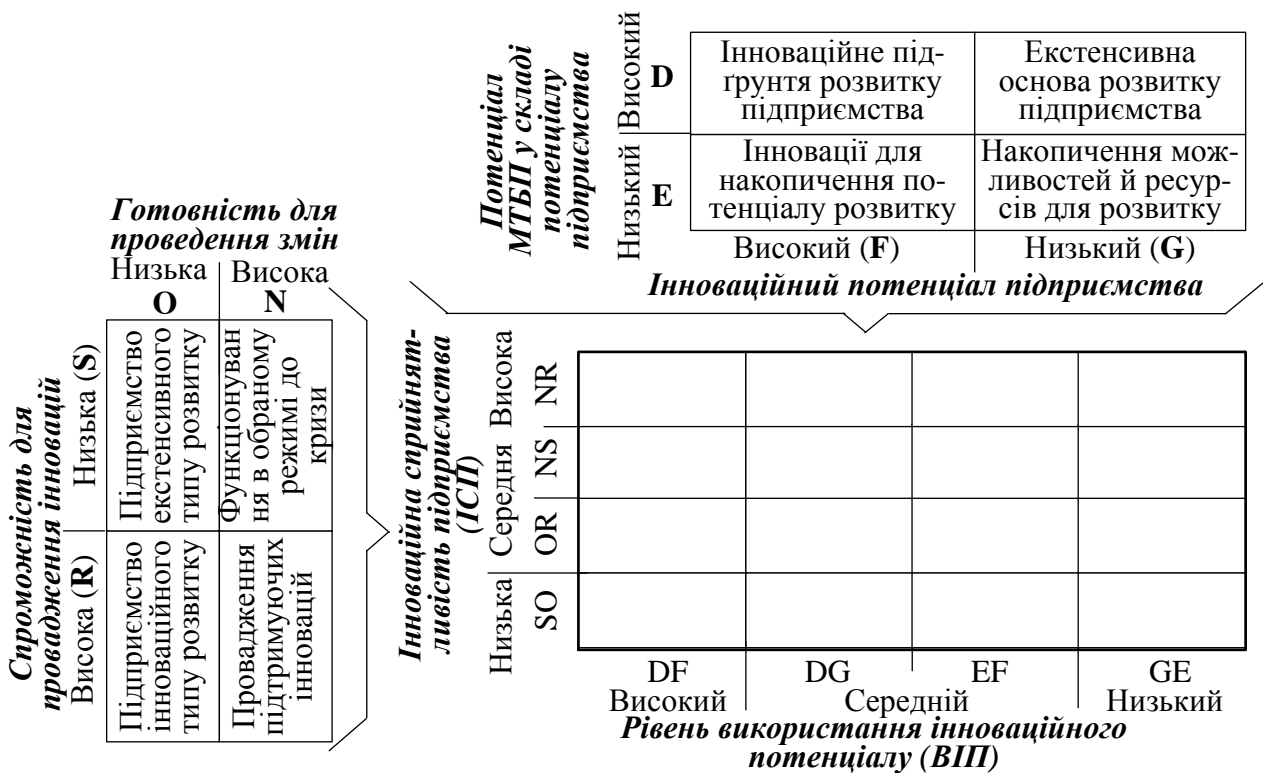 Потенціал
МТБП у складі
потенціалу
підприємства
Високий
D
Інноваційне під-
ґрунтя розвитку
підприємства
Екстенсивна
основа розвитку
підприємства
Низький
E
Інновації для
накопичення по-
тенціалу розвитку
Накопичення мож-
ливостей й ресур-
сів для розвитку
Високий (F)
Низький (G)
Інноваційний потенціал підприємства
Готовність для
проведення змін
Низька
Висока
O
N
Спроможність для
провадження інновацій
Низька (S)
Підприємство
екстенсивного
типу розвитку
Функціонуван
ня в обраному
режимі до
кризи
Висока (R)
Підприємство
інноваційного
типу розвитку
Провадження
підтримуючих
інновацій
Інноваційна сприйнят-
ливість підприємства
(ІСП)
Висока
NR
Середня
NS
OR
Низька
SO
DF
DG
EF
GE
Високий
Середній
Низький
Рівень використання інноваційного
потенціалу (ВІП)